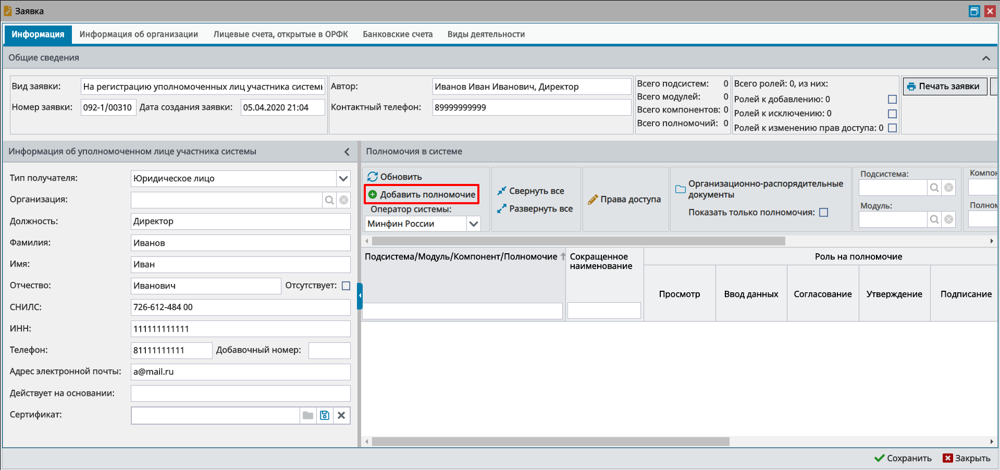 Заявка
Информация
Информация об организации
Лицевые счета, открытые в ОРФК
Банковские счета
Виды деятельности
Общие сведения
Вид заявки:
На регистрацию уполномоченных лиц участника системы
Номер заявки:
092-1/00310
Дата создания заявки:
05.04.2020 21:04
Автор:
Иванов Иван Иванович, Директор
Контактный телефон:
89999999999
Всего подсистем: 0
Всего модулей: 0
Всего компонентов: 0
Всего полномочий: 0
Всего ролей: 0, из них:
Ролей к добавлению: 0
Ролей к исключению: 0
Ролей к изменению прав доступа: 0
Печать заявки
Информация об уполномоченном лице участника системы
Тип получателя:
Юридическое лицо
Организация:
Должность:
Директор
Фамилия:
Иванов
Имя:
Иван
Отчество:
Иванович
Отсутствует:
СНИЛС:
726-612-484 00
ИНН:
111111111111
Телефон:
81111111111
Добавочный номер:
Адрес электронной почты:
a@mail.ru
Действует на основании:
Сертификат:
Полномочия в системе
Обновить
Добавить полномочие
Оператор системы:
Минфин России
Свернуть все
Развернуть все
Права доступа
Организационно-распорядительные
документы
Показать только полномочия:
Подсистема:
Модуль:
Компон
Полном
Подсистема/Модуль/Компонент/Полномочие
Сокращенное
наименование
Роль на полномочие
Просмотр
Ввод данных
Согласование
Утверждение
Подписание
Сохранить
Закрыть